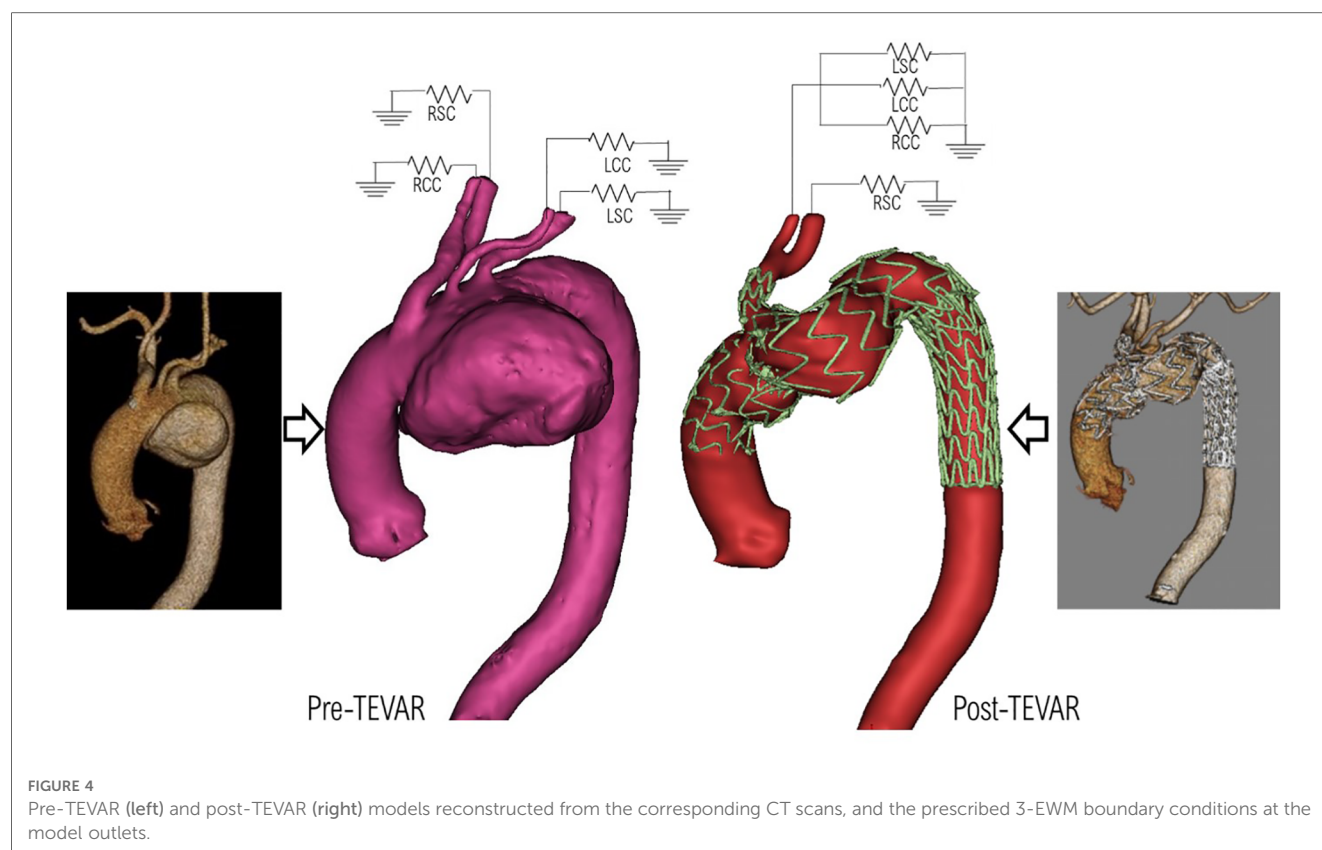 LSC
LCC
RCC
RSC
RSC
RCC
LCC
LSC
Pre-TEVAR
Post-TEVAR
FIGURE 4
Pre-TEVAR (left) and post-TEVAR (right) models reconstructed from the corresponding CT scans, and the prescribed 3-EWM boundary conditions at the
model outlets.